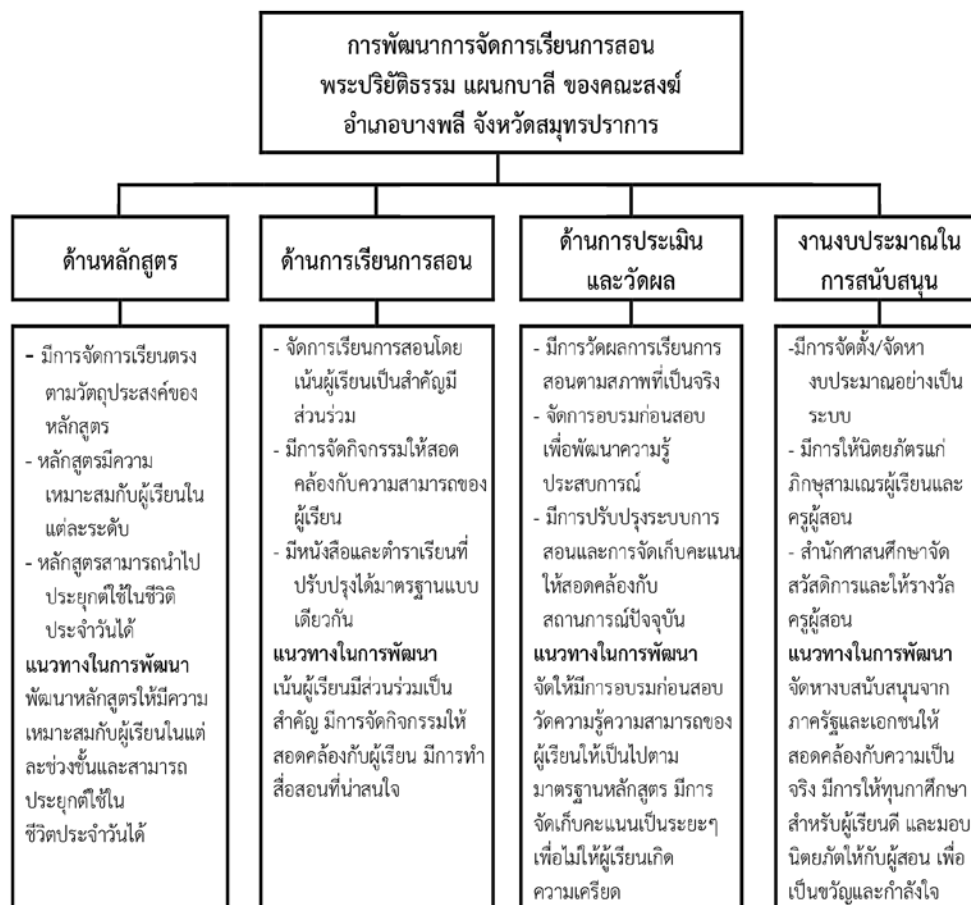 การพัฒนาการจัดการเรียนการสอน
พระปริยัติธรรม แผนกบาลี ของคณะสงฆ์
อำเภอบางพลี จังหวัดสมุทรปราการ
ด้านหลักสูตร
- มีการจัดการเรียนตรง
ตามวัตถุประสงค์ของ
หลักสูตร
- หลักสูตรมีความ
เหมาะสมกับผู้เรียนใน
แต่ละระดับ
- หลักสูตรสามารถนำไป
ประยุกต์ใช้ในชีวิติ
ประจำวันได้
แนวทางในการพัฒนา
พัฒนาหลักสูตรให้มีความ
เหมาะสมกับผู้เรียนในแต่
ละช่วงชั้นและสามารถ
ประยุกต์ใช้ใน
ชีวิตประจำวันได้
ด้านการเรียนการสอน
- จัดการเรียนการสอนโดย
เน้นผู้เรียนเป็นสำคัญมี
ส่วนร่วม
- มีการจัดกิจกรรมให้สอด
คล้องกับความสามารถของ
ผู้เรียน
- มีหนังสือและตำราเรียนที่
ปรับปรุงได้มาตรฐานแบบ
เดียวกัน
แนวทางในการพัฒนา
เน้นผู้เรียนมีส่วนร่วมเป็น
สำคัญ มีการจัดกิจกรรมให้
สอดคล้องกับผู้เรียน มีการทำ
สื่อสอนที่น่าสนใจ
ด้านการประเมิน
และวัดผล
- มีการวัดผลการเรียนการ
สอนตามสภาพที่เป็นจริง
- จัดการอบรมก่อนสอบ
เพื่อพัฒนาความรู้
ประสบการณ์
- มีการปรับปรุงระบบการ
สอนและการจัดเก็บคะแนน
ให้สอดคล้องกับ
สถานการณ์ปัจจุบัน
แนวทางในการพัฒนา
จัดให้มีการอบรมก่อนสอบ
วัดความรู้ความสามารถของ
ผู้เรียนให้เป็นไปตาม
มาตรฐานหลักสูตร มีการ
จัดเก็บคะแนนเป็นระยะๆ
เพื่อไม่ให้ผู้เรียนเกิด
ความเครียด
งานงบประมาณใน
การสนับสนุน
-มีการจัดตั้ง/จัดหา
งบประมาณอย่างเป็น
ระบบ
- มีการให้นิตยภัตรแก่
ภิกษุสามเณรผู้เรียนและ
ครูผู้สอน
- สำนักศาสนศึกษาจัด
สวัสดิการและให้รางวัล
ครูผู้สอน
แนวทางในการพัฒนา
จัดหางบสนับสนุนจาก
ภาครัฐและเอกชนให้
สอดคล้องกับความเป็น
จริง มีการให้ทุนกาศึกษา
สำหรับผู้เรียนดี และมอบ
นิตยภัตให้กับผู้สอน เพื่อ
เป็นขวัญและกำลังใจ